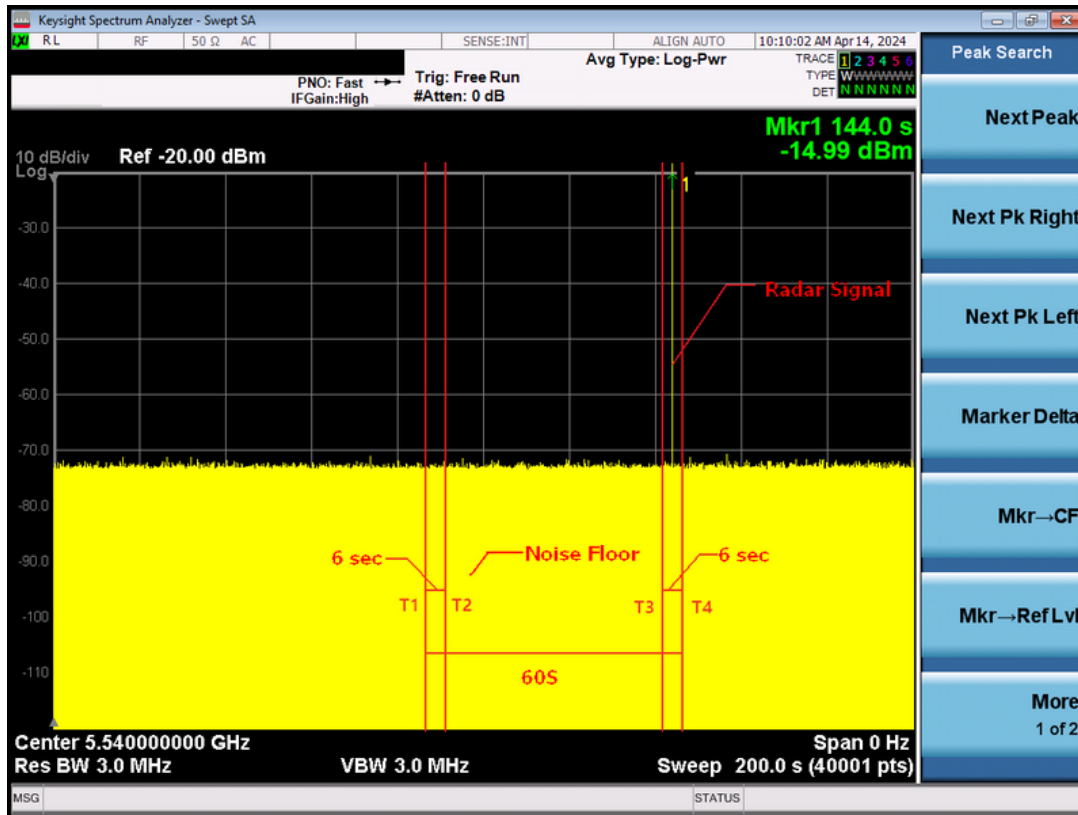 Keysight Spectrum Analyzer - Swept SA
LXI RL RF 50 Ω AC SENSE:INT ALIGN AUTO 10:10:02 AM Apr 14, 2024
Avg Type: Log-Pwr
TRACE 1 2 3 4 5 6
PNO: Fast
Trig: Free Run
TYPE WWWWWW
IFGain:High
#Atten: 0 dB
DET N N N N N N
Mkr1 144.0 s
-14.99 dBm
10 dB/div Ref -20.00 dBm
Log
1
-30.0
-40.0
Radar Signal
-50.0
-60.0
-70.0
-80.0
-90.0
6 sec Noise Floor 6 sec
T1 T2 T3 T4
-100
-110
60S
Center 5.540000000 GHz Span 0 Hz
Res BW 3.0 MHz VBW 3.0 MHz Sweep 200.0 s (40001 pts)
MSG STATUS
Peak Search
Next Peak
Next Pk Right
Next Pk Left
Marker Delta
Mkr→CF
Mkr→Ref Lvl
More
1 of 2